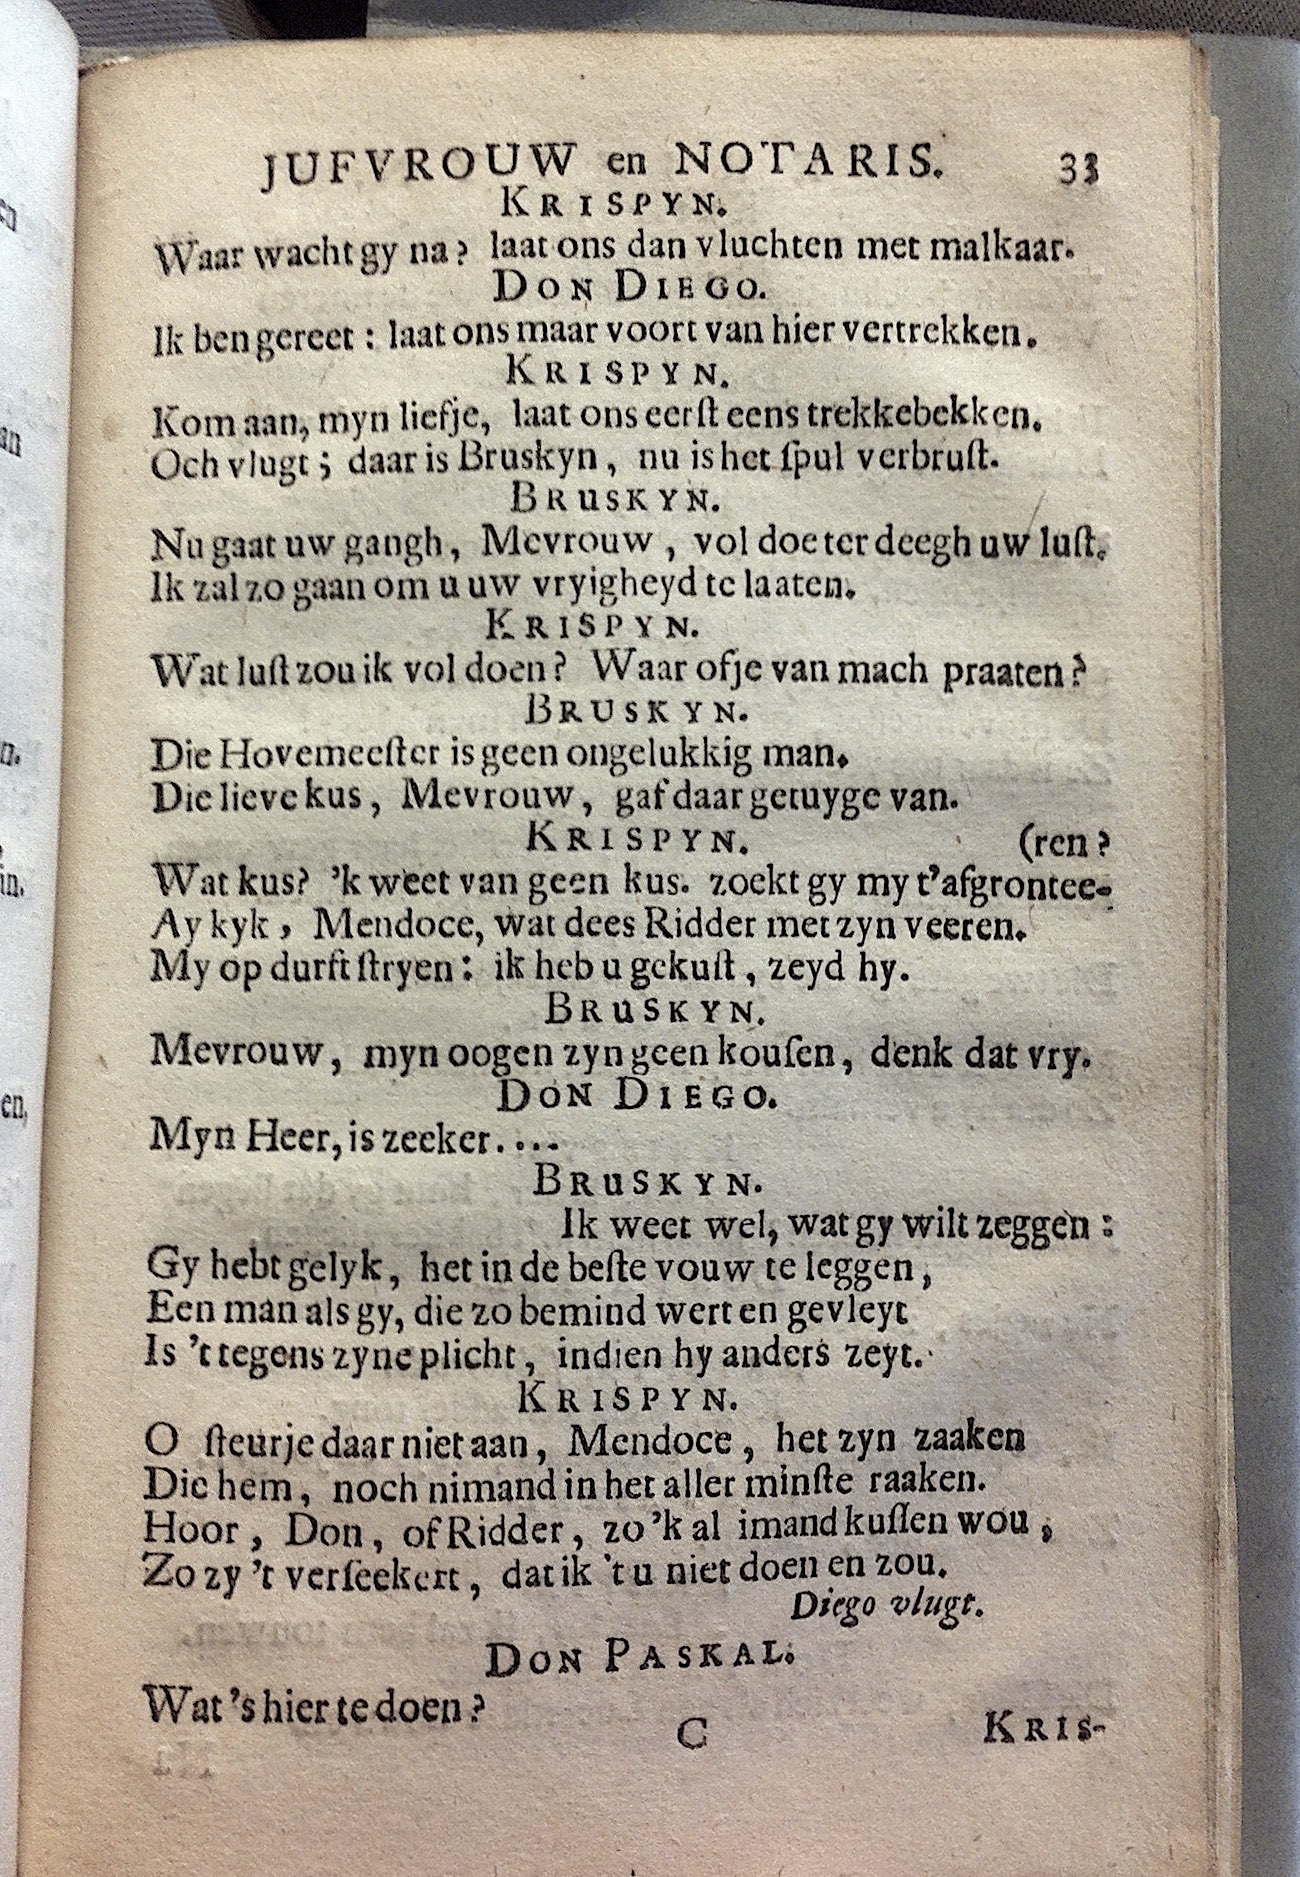 JUFVROUW en NOTARIS. 33
KRISPYN.
Waar wacht gy na? laat ons dan vluchten met malkaar.
DON DIEGO.
Ik ben gereet: laat ons maar voort van hier vertrekken.
KRISPYN.
Kom aan, myn liefje, laat ons eerſt eens trekkebekken.
Och vlugt; daar is Bruskyn, nu is het ſpul verbruſt.
BRUSKYN.
Nu gaat uw gangh, Mevrouw, vol doe ter deegh uw luſt.
Ik zal zo gaan om u uw vryigheyd te laaten.
KRISPYN.
Wat luſt zou ik vol doen? Waar of je van mach praaten?
BRUSKYN.
Die Hovemeeſter is geen ongelukkig man.
Die lieve kus, Mevrouw, gaf daar getuyge van.
KRISPYN. (ren?
Wat kus? 'k weet van geen kus. zoekt gy my t'afgrontee-
Ay kyk, Mendoce, wat dees Ridder met zyn veeren.
My op durft ſtryen: ik heb u gekuſt, zeyd hy.
BRUSKYN.
Mevrouw, myn oogen zyn geen kouſen, denk dat vry.
DON DIEGO.
Myn Heer, is zeeker....
BRUSKYN.
Ik weet wel, wat gy wilt zeggen:
Gy hebt gelyk, het in de beſte vouw te leggen,
Een man als gy, die zo bemind wert en gevleyt
Is 't tegens zyne plicht, indien hy anders zeyt.
KRISPYN.
O ſteur je daar niet aan, Mendoce, het zyn zaaken
Die hem, noch nimand in het aller minſte raaken.
Hoor, Don, of Ridder, zo 'k al imand kuſſen wou,
Zo zy 't verſeekert, dat ik 't u niet doen en zou.
Diego vlugt.
DON PASKAL.
Wat 's hier te doen?
C KRIS-